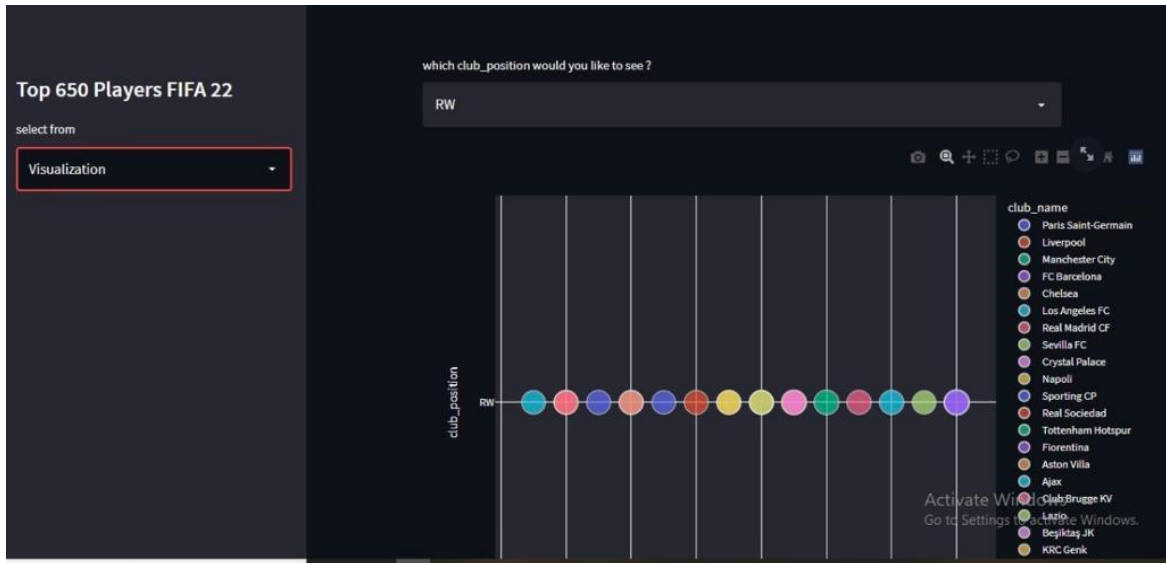 Top 650 Players FIFA 22
select from
Visualization
which club_position would you like to see ?
RW
club_position
RW
club_name
Paris Saint-Germain
Liverpool
Manchester City
FC Barcelona
Chelsea
Los Angeles FC
Real Madrid CF
Sevilla FC
Crystal Palace
Napoli
Sporting CP
Real Sociedad
Tottenham Hotspur
Fiorentina
Aston Villa
Ajax
Club Brugge KV
Lazio
Beşiktaş JK
KRC Genk
Activate Windows
Go to Settings to activate Windows.